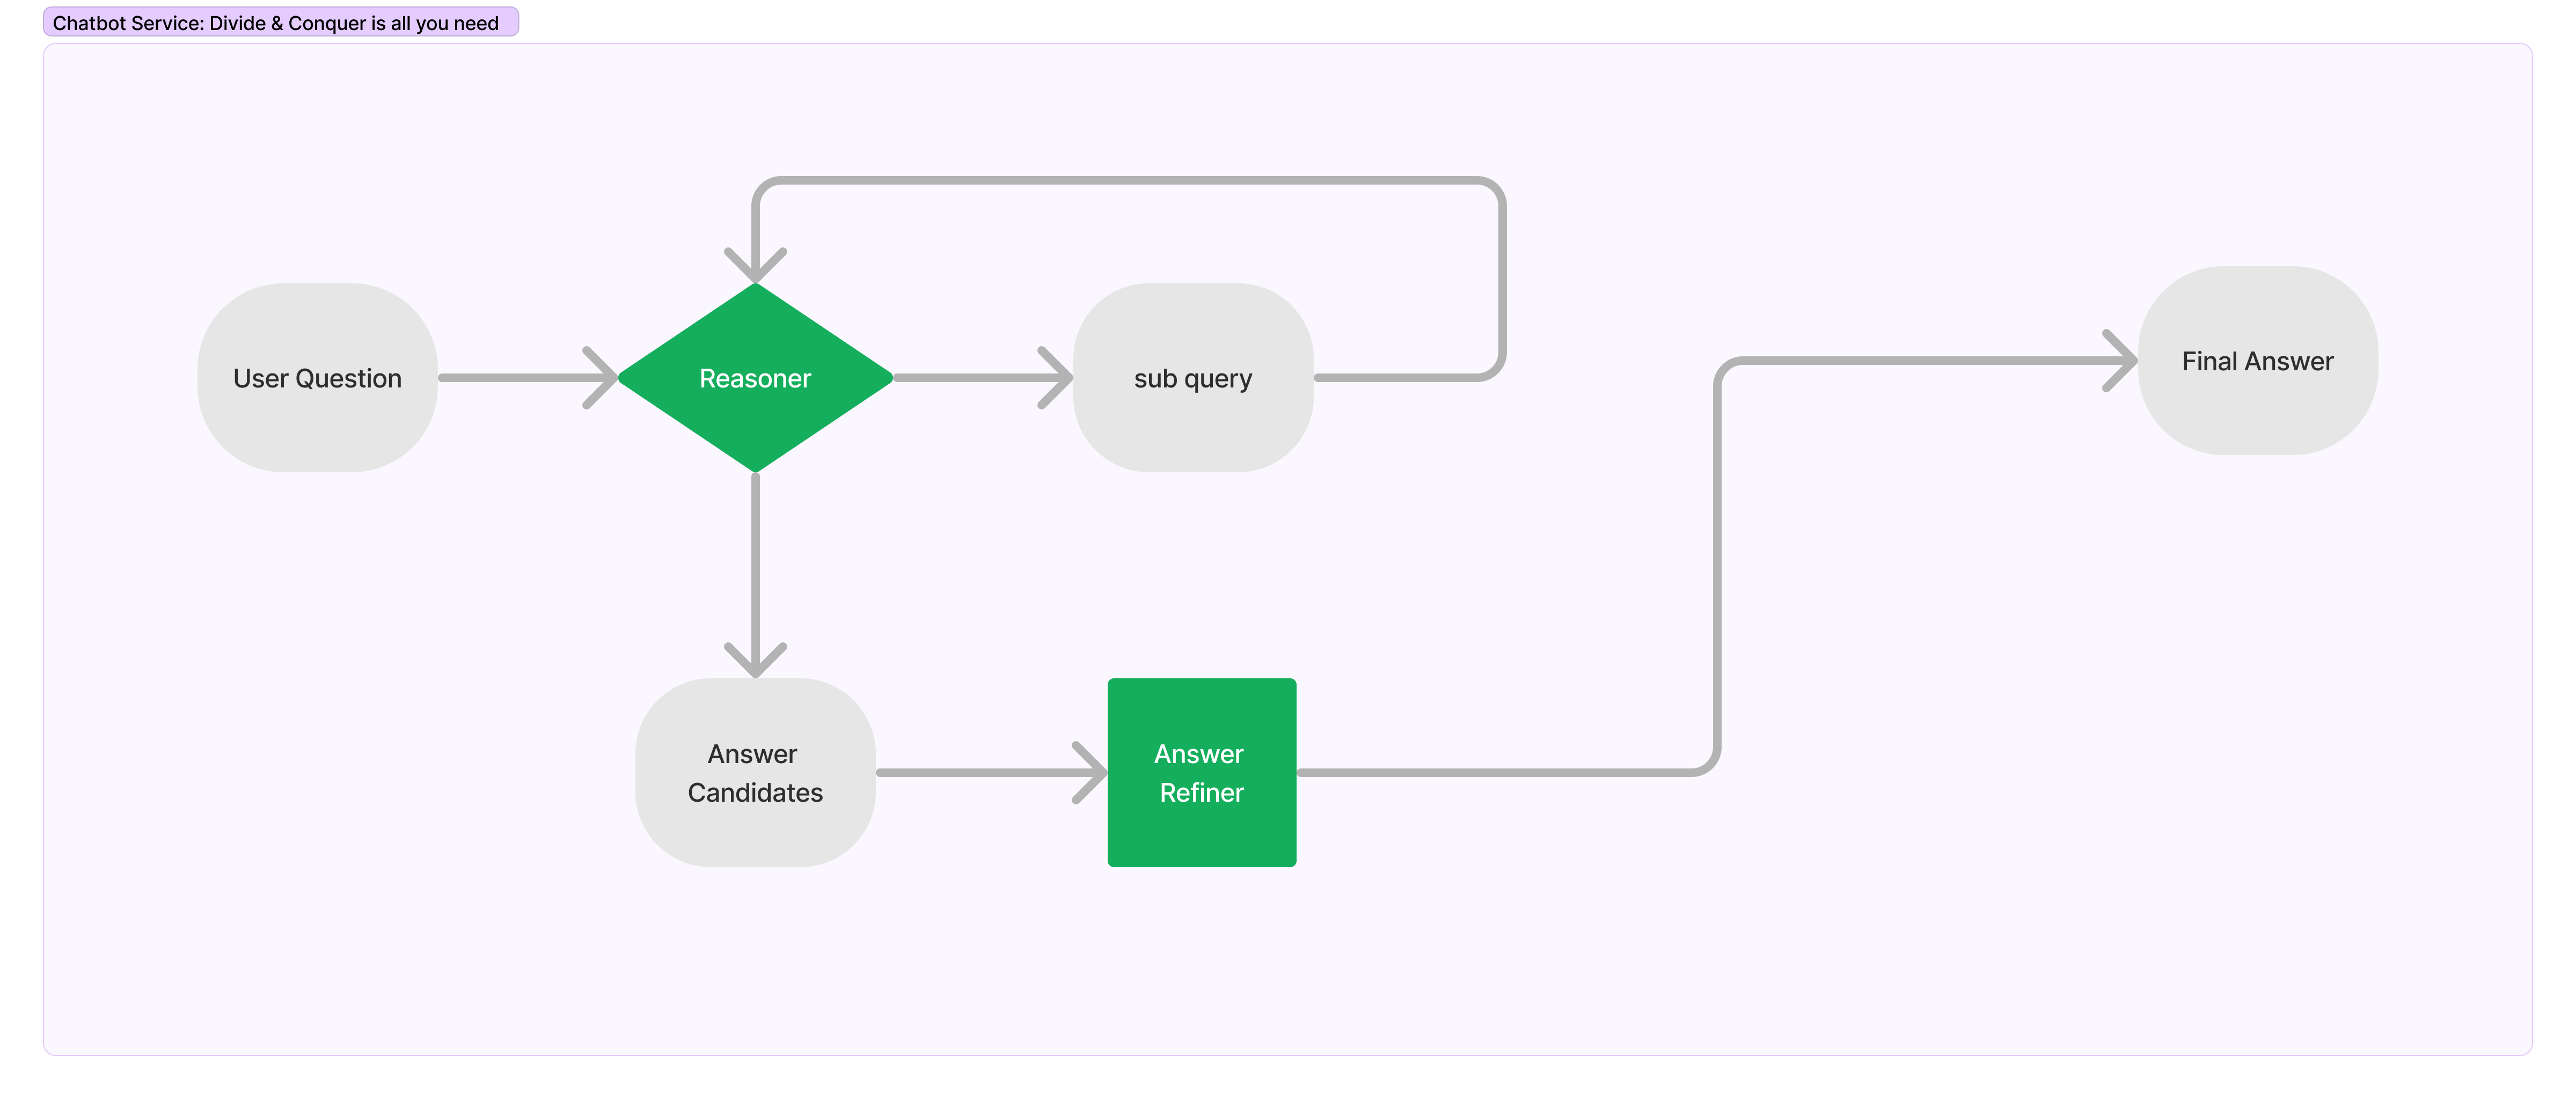 Chatbot Service: Divide & Conquer is all you need
User Question
Reasoner
sub query
Final Answer
Answer
Candidates
Answer
Refiner